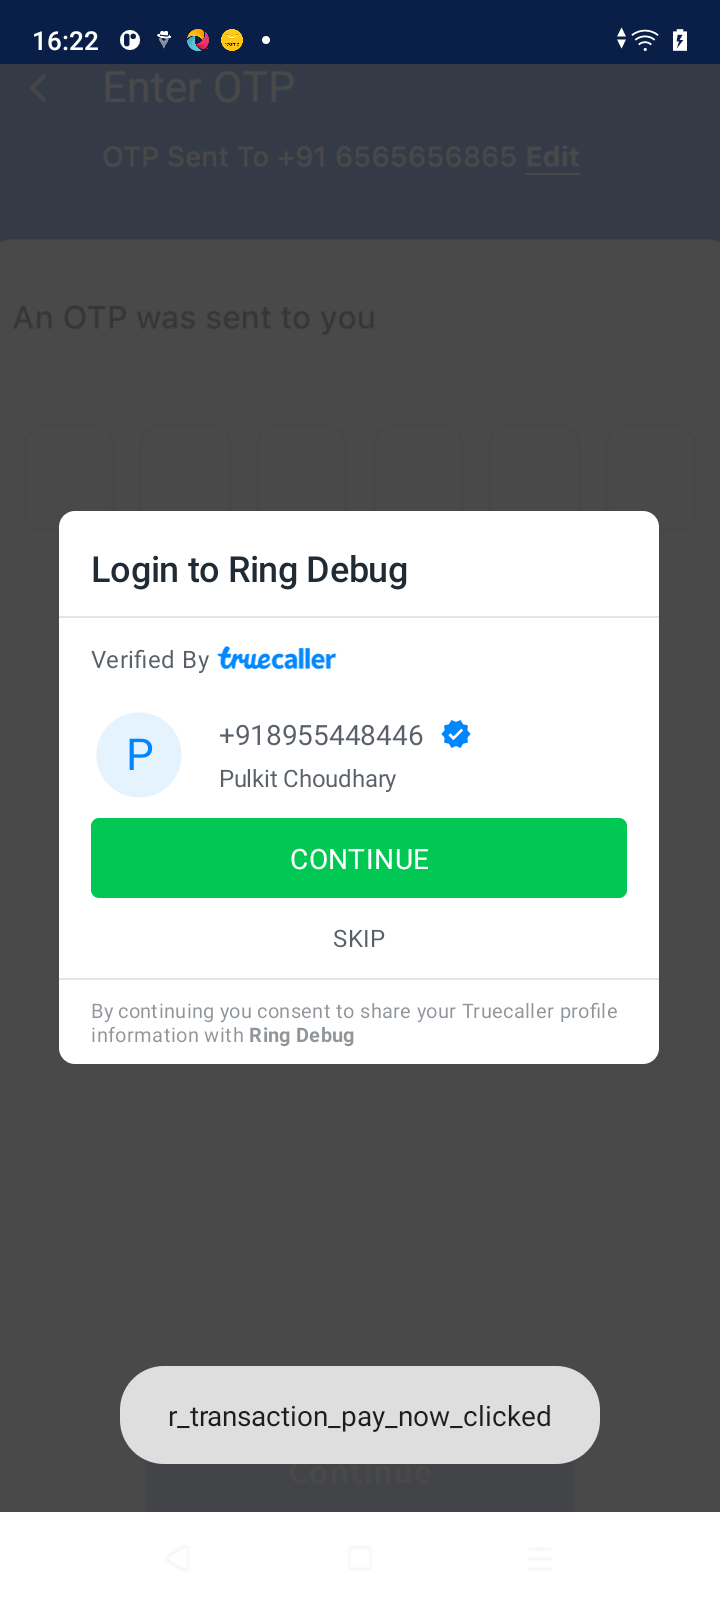 16:22
Enter OTP
OTP Sent To +91 6565656865 Edit
An OTP was sent to you
Login to Ring Debug
Verified By truecaller
P
+918955448446
Pulkit Choudhary
CONTINUE
SKIP
By continuing you consent to share your Truecaller profile
information with Ring Debug
r_transaction_pay_now_clicked
Continue